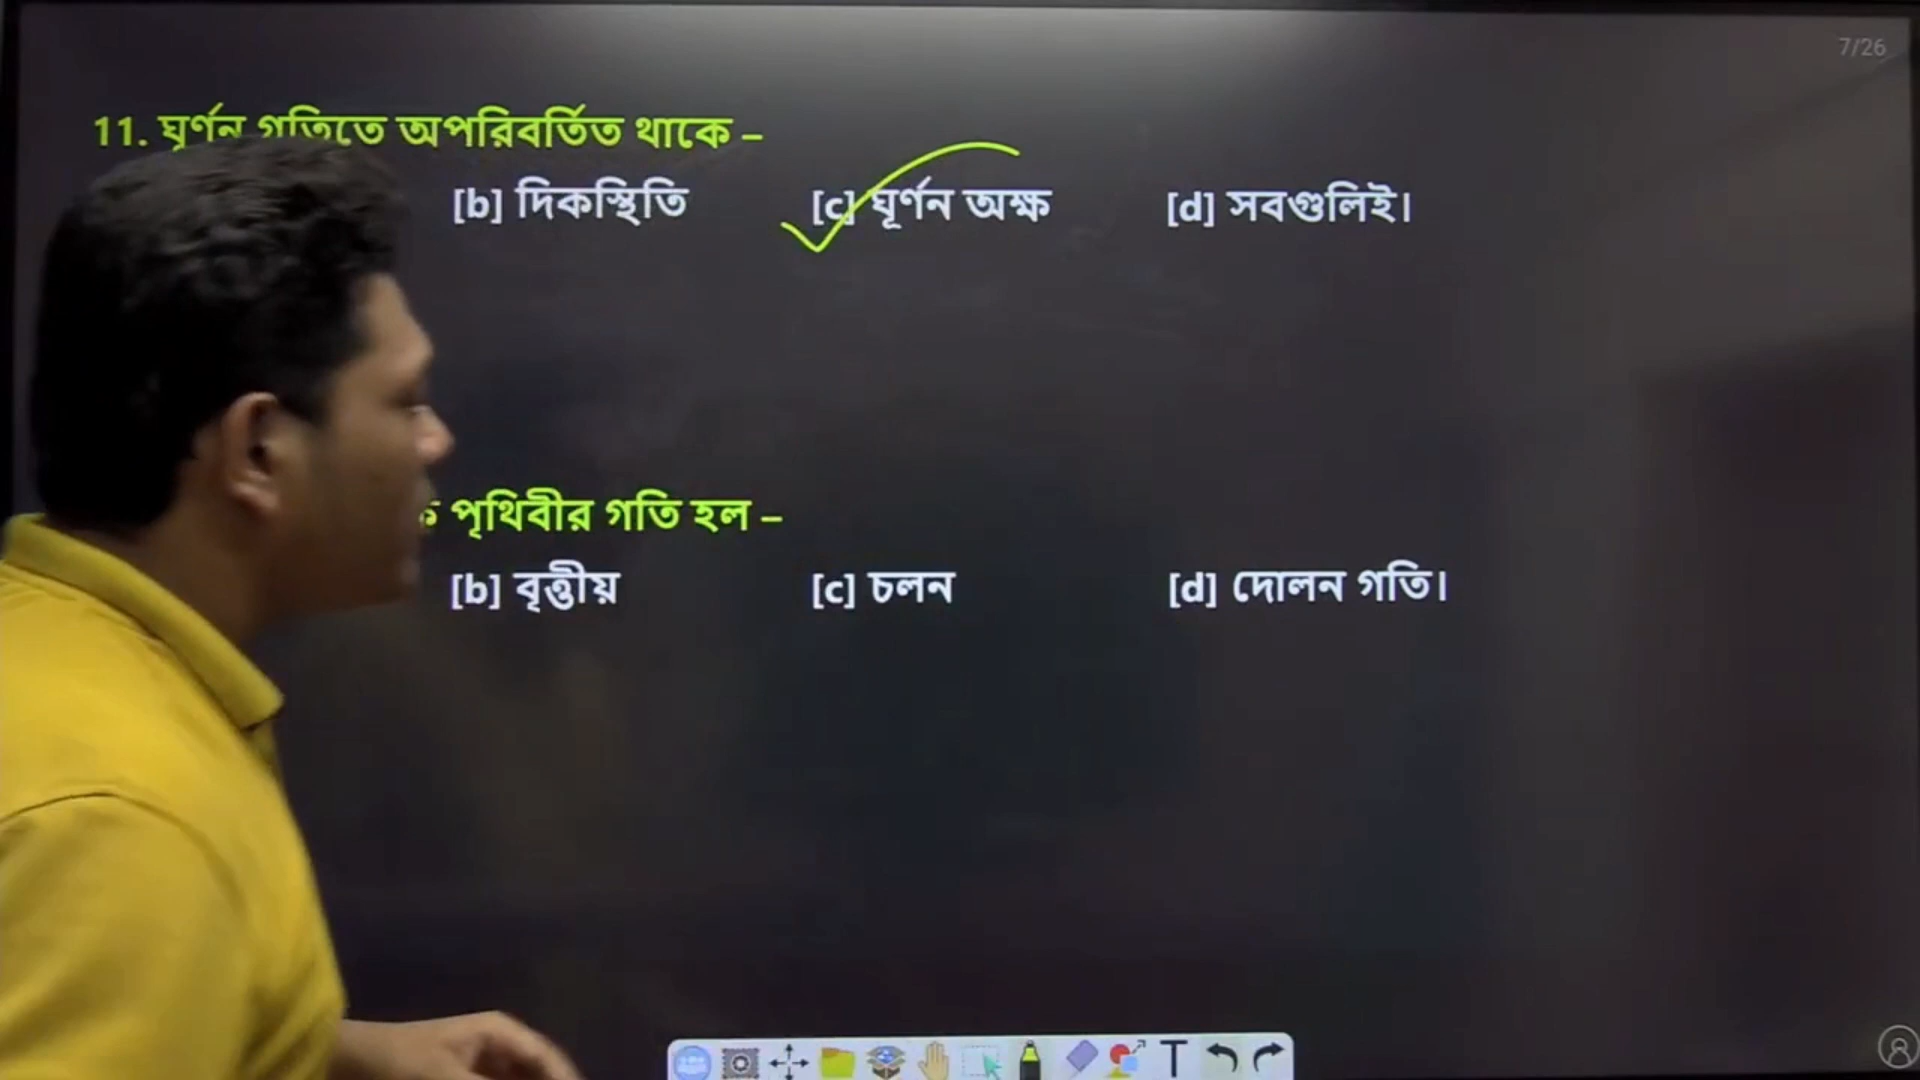 7/26
11. ঘূর্ণন গতিতে অপরিবর্তিত থাকে –
[b] দিকস্থিতি [c] ঘূর্ণন অক্ষ [d] সবগুলিই।
পৃথিবীর গতি হল –
[b] বৃত্তীয় [c] চলন [d] দোলন গতি।
T